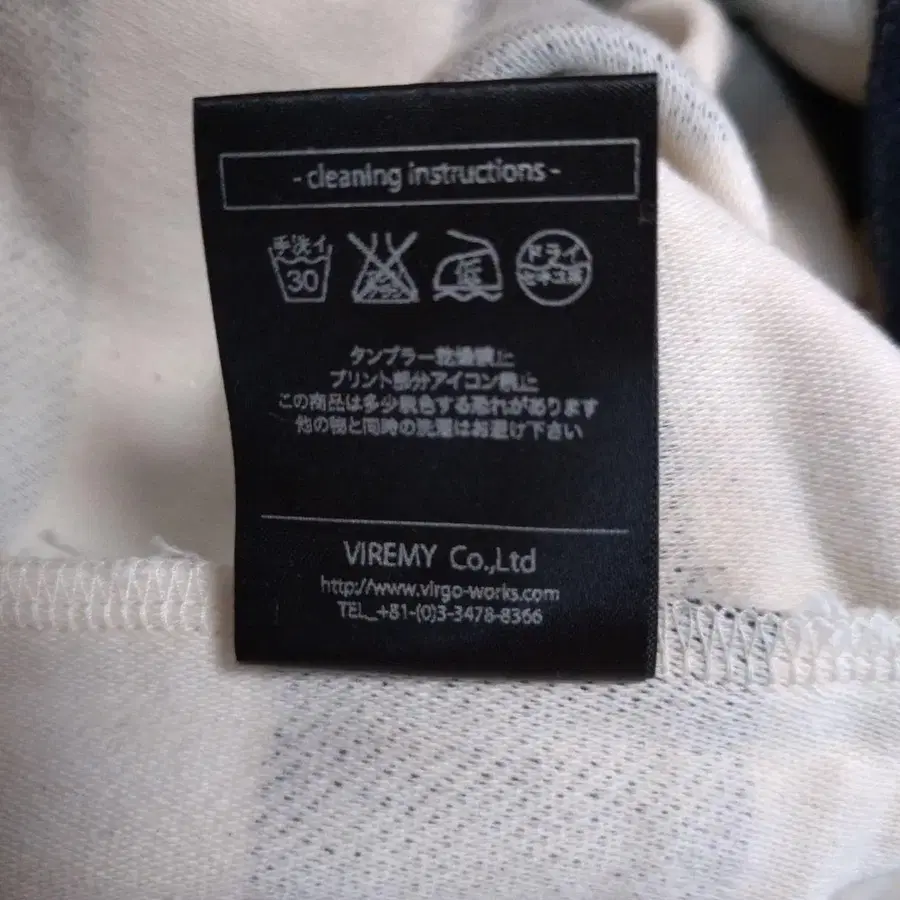 - cleaning instructions -
手洗イ
30
低
ドライ
タンブラー乾燥禁止
プリント部分アイロン禁止
この商品は多少脱色する恐れがあります
他の物と同時の洗濯はお避け下さい
VIREMY Co.,Ltd
http://www.virgo-works.com
TEL_+81-(0)3-3478-8366